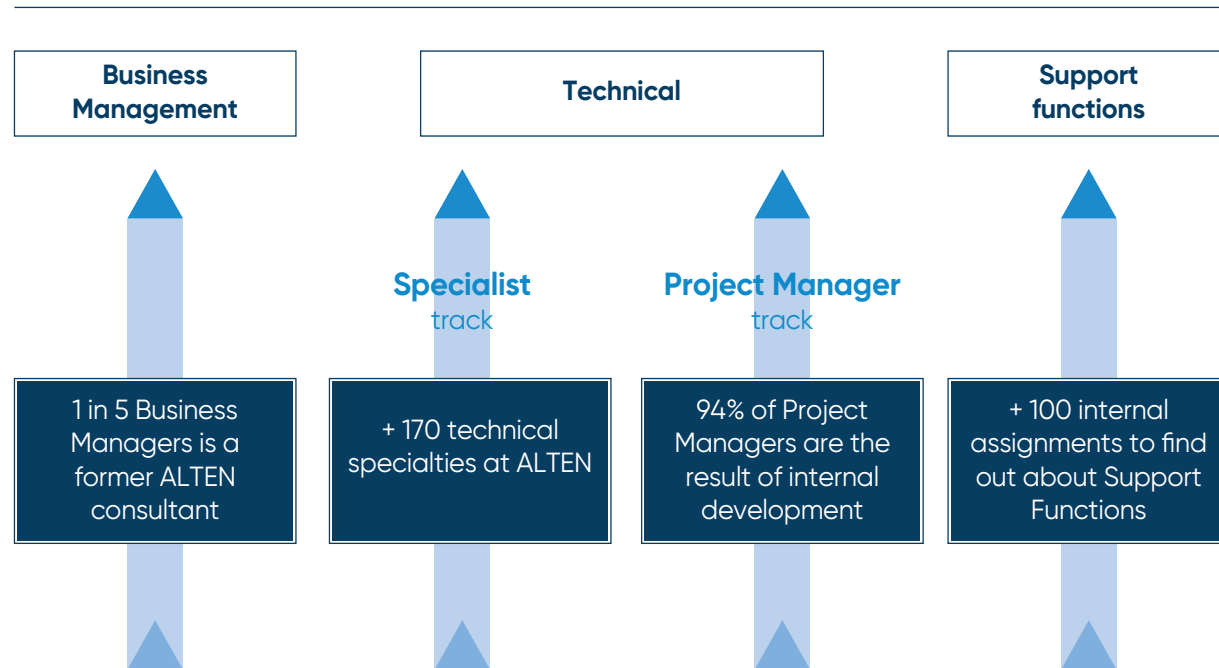 Business
Management
Technical
Support
functions
Specialist
track
Project Manager
track
1 in 5 Business
Managers is a
former ALTEN
consultant
+ 170 technical
specialties at ALTEN
94% of Project
Managers are the
result of internal
development
+ 100 internal
assignments to find
out about Support
Functions